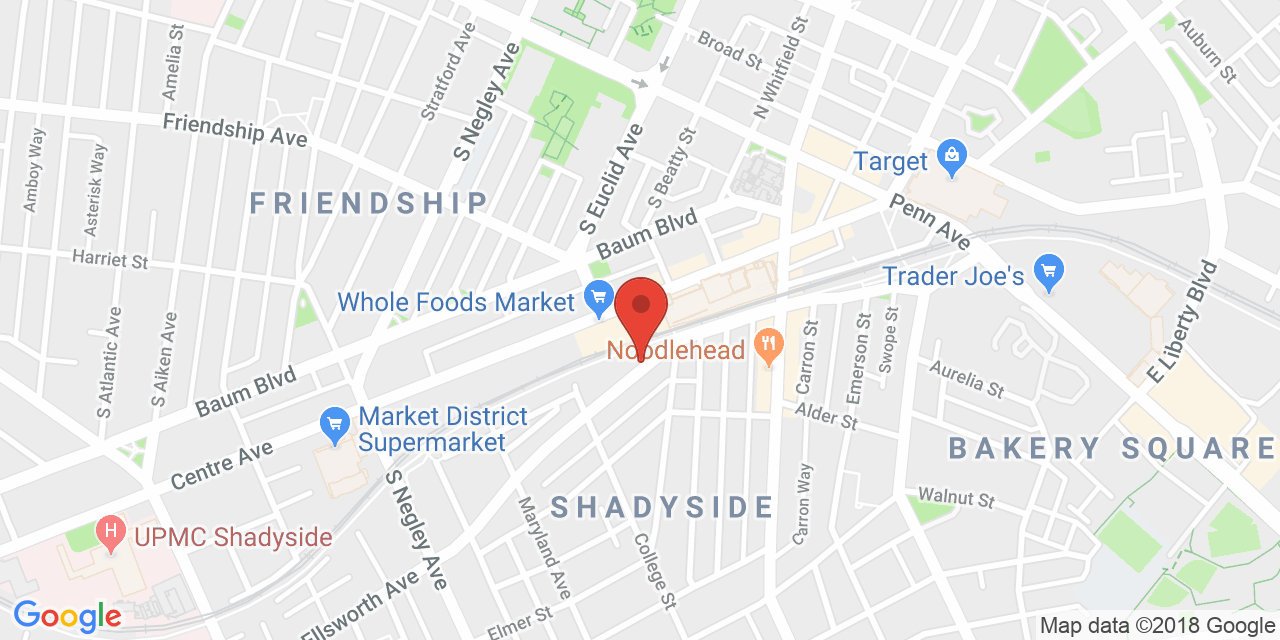 Amelia St
Stratford Ave
S Negley Ave
Broad St
N Whitfield St
Auburn St
Friendship Ave
Amboy Way
Asterisk Way
S Euclid Ave
S Beatty St
Target
FRIENDSHIP
Penn Ave
Baum Blvd
Harriet St
Trader Joe's
Whole Foods Market
E Liberty Blvd
S Atlantic Ave
S Aiken Ave
Noodlehead
Carron St
Emerson St
Swope St
Aurelia St
Baum Blvd
Alder St
Market District
Supermarket
Centre Ave
BAKERY SQUARE
S Negley Ave
SHADYSIDE
Maryland Ave
College St
Carron Way
Walnut St
UPMC Shadyside
H
Ellsworth Ave
Elmer St
Google
Map data ©2018 Google